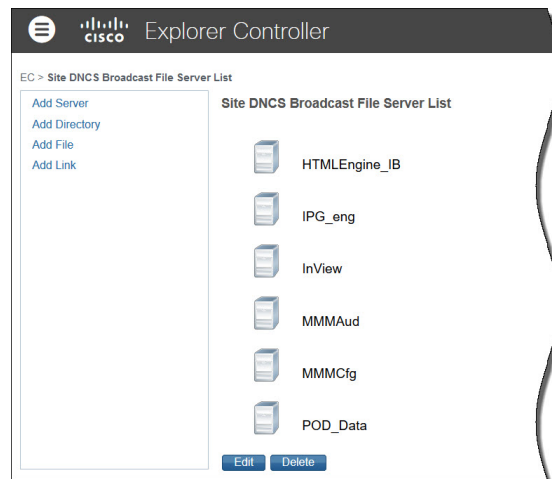 CISCO Explorer Controller
EC > Site DNCS Broadcast File Server List
Add Server
Add Directory
Add File
Add Link
Site DNCS Broadcast File Server List
HTMLEngine_IB
IPG_eng
InView
MMMAud
MMMCfg
POD_Data
Edit Delete